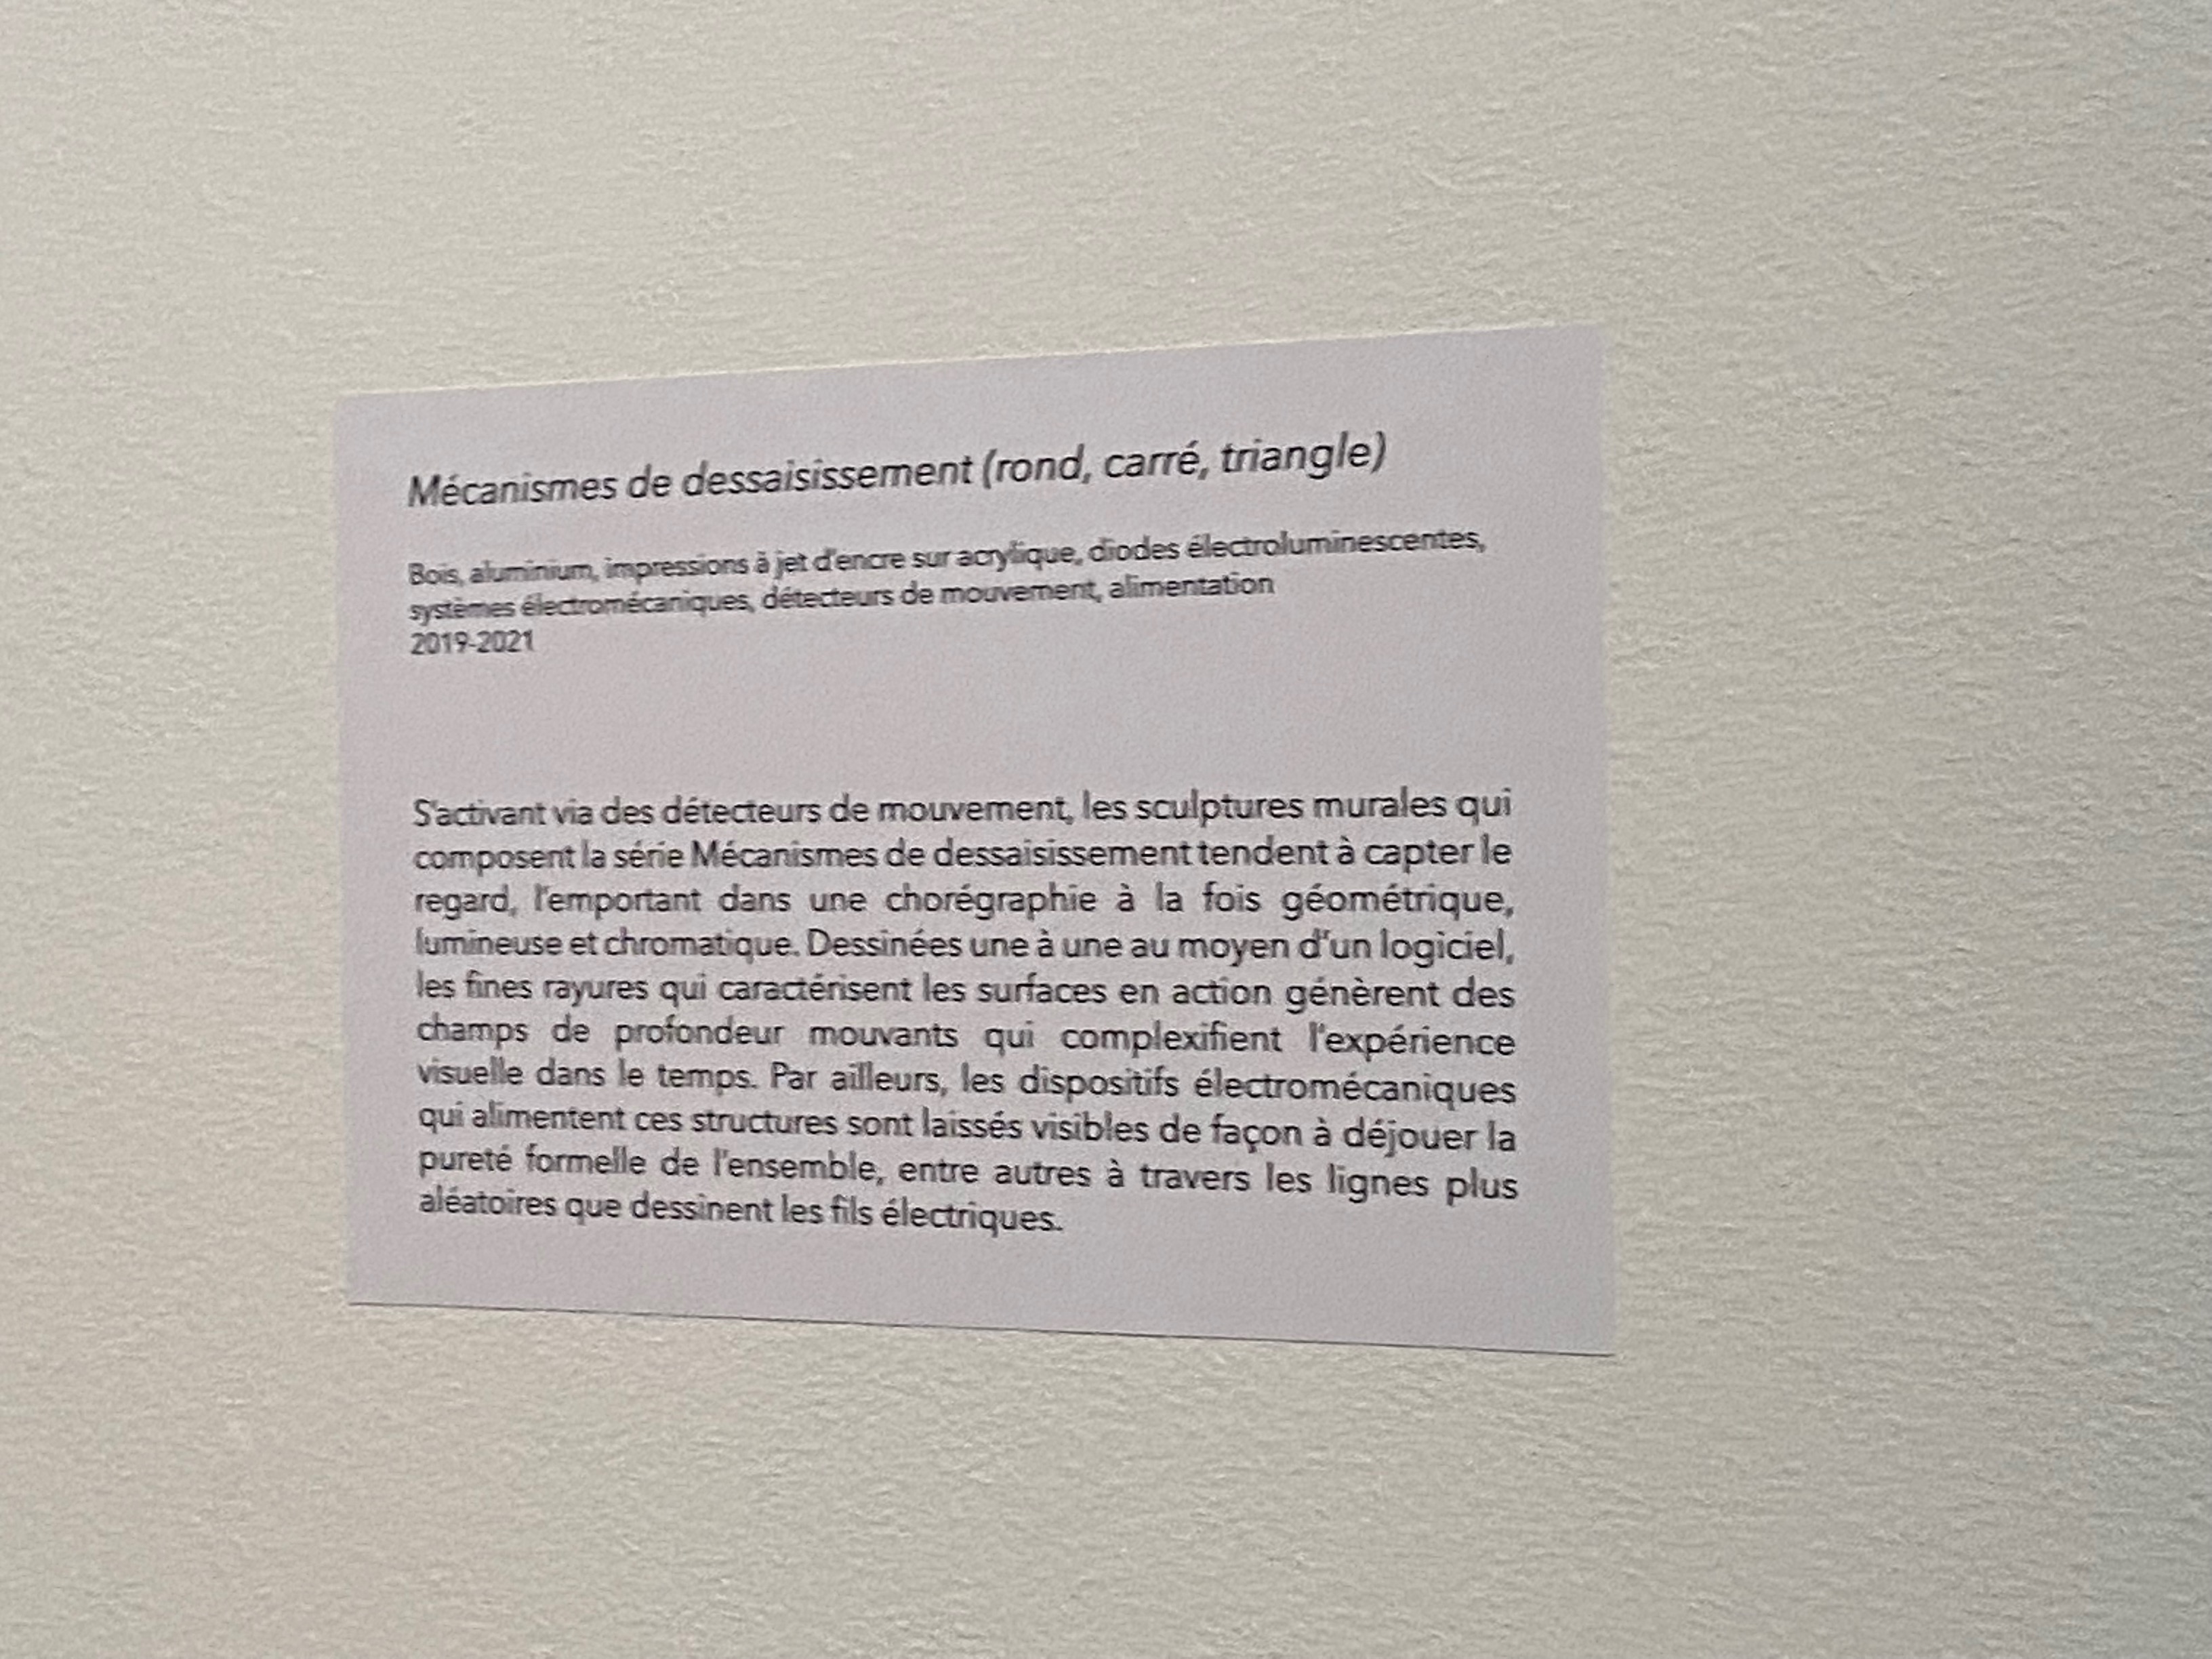 Mécanismes de dessaisissement (rond, carré, triangle)
Bois, aluminium, impressions à jet d'encre sur acrylique, diodes électroluminescentes,
systèmes électromécaniques, détecteurs de mouvement, alimentation
2019-2021
S'activant via des détecteurs de mouvement, les sculptures murales qui
composent la série Mécanismes de dessaisissement tendent à capter le
regard, l'emportant dans une chorégraphie à la fois géométrique,
lumineuse et chromatique. Dessinées une à une au moyen d'un logiciel,
les fines rayures qui caractérisent les surfaces en action génèrent des
champs de profondeur mouvants qui complexifient l'expérience
visuelle dans le temps. Par ailleurs, les dispositifs électromécaniques
qui alimentent ces structures sont laissés visibles de façon à déjouer la
pureté formelle de l'ensemble, entre autres à travers les lignes plus
aléatoires que dessinent les fils électriques.